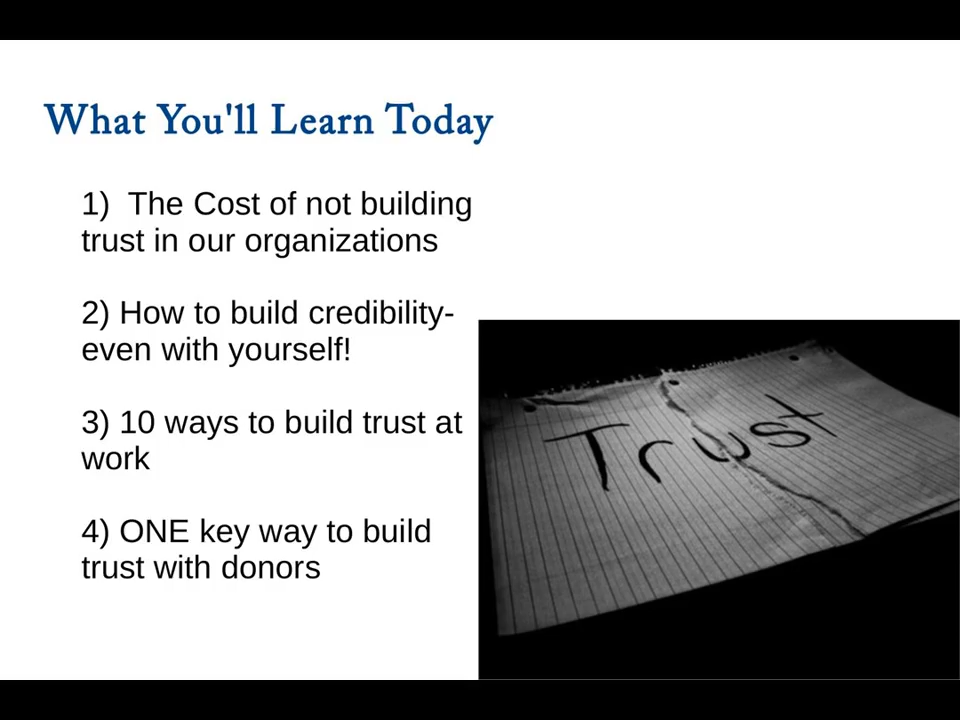 What You'll Learn Today
1)  The Cost of not building
trust in our organizations
2) How to build credibility-
even with yourself!
3) 10 ways to build trust at
work
4) ONE key way to build
trust with donors
Trust